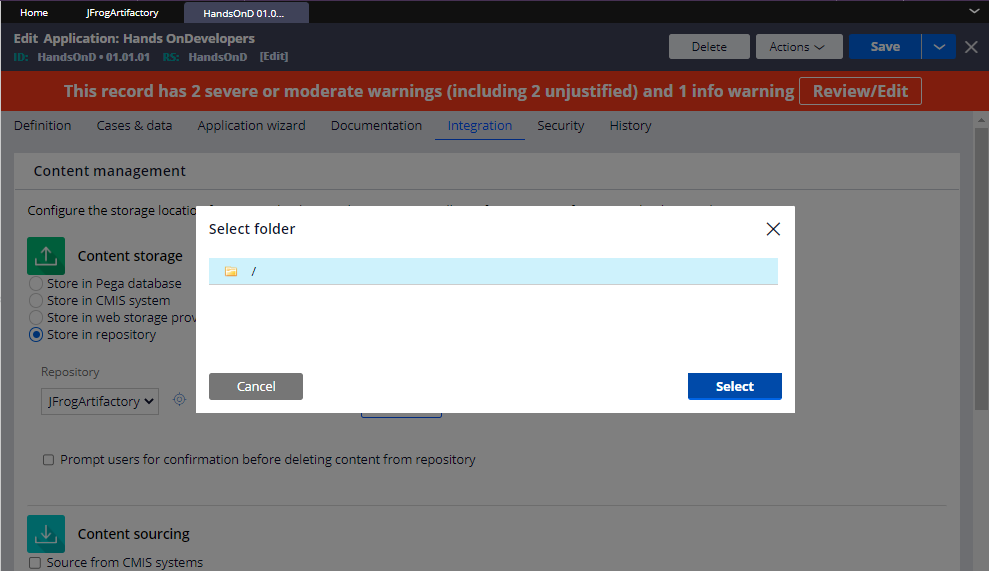 Home JFrogArtifactory HandsOnD 01.0...
Edit Application: Hands OnDevelopers
ID: HandsOnD • 01.01.01 RS: HandsOnD [Edit]
Delete Actions Save
This record has 2 severe or moderate warnings (including 2 unjustified) and 1 info warning Review/Edit
Definition Cases & data Application wizard Documentation Integration Security History
Content management
Configure the storage locatio
Select folder
/
Cancel Select
Content storage
Store in Pega database
Store in CMIS system
Store in web storage prov
Store in repository
Repository
JFrogArtifactory
Prompt users for confirmation before deleting content from repository
Content sourcing
Source from CMIS systems